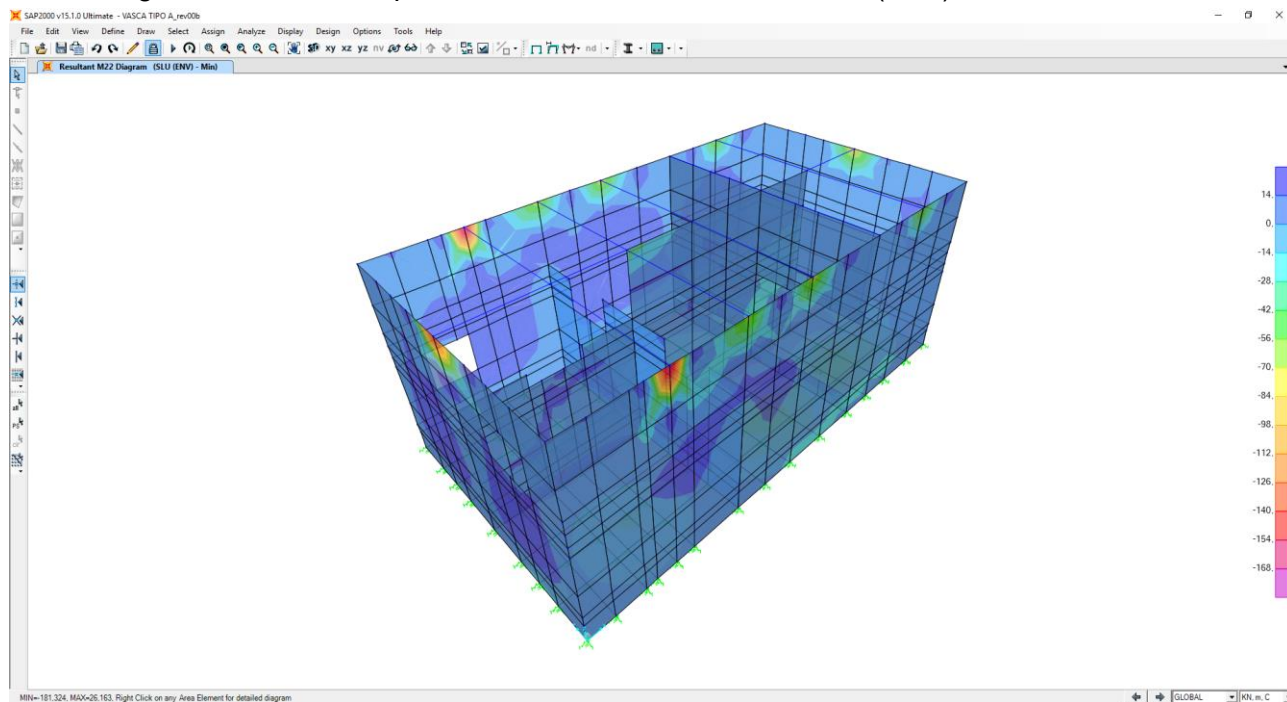 SAP2000 v15.1.0 Ultimate - VASCA TIPO A_rev00b
File Edit View Define Draw Select Assign Analyze Display Design Options Tools Help
xy xz yz nv nd
Resultant M22 Diagram (SLU (ENV) - Min)
14,
0,
-14,
-28,
-42,
-56,
-70,
-84,
-98,
-112,
-126,
-140,
-154,
-168,
MIN=-181.324, MAX=26.163, Right Click on any Area Element for detailed diagram
GLOBAL KN, m, C